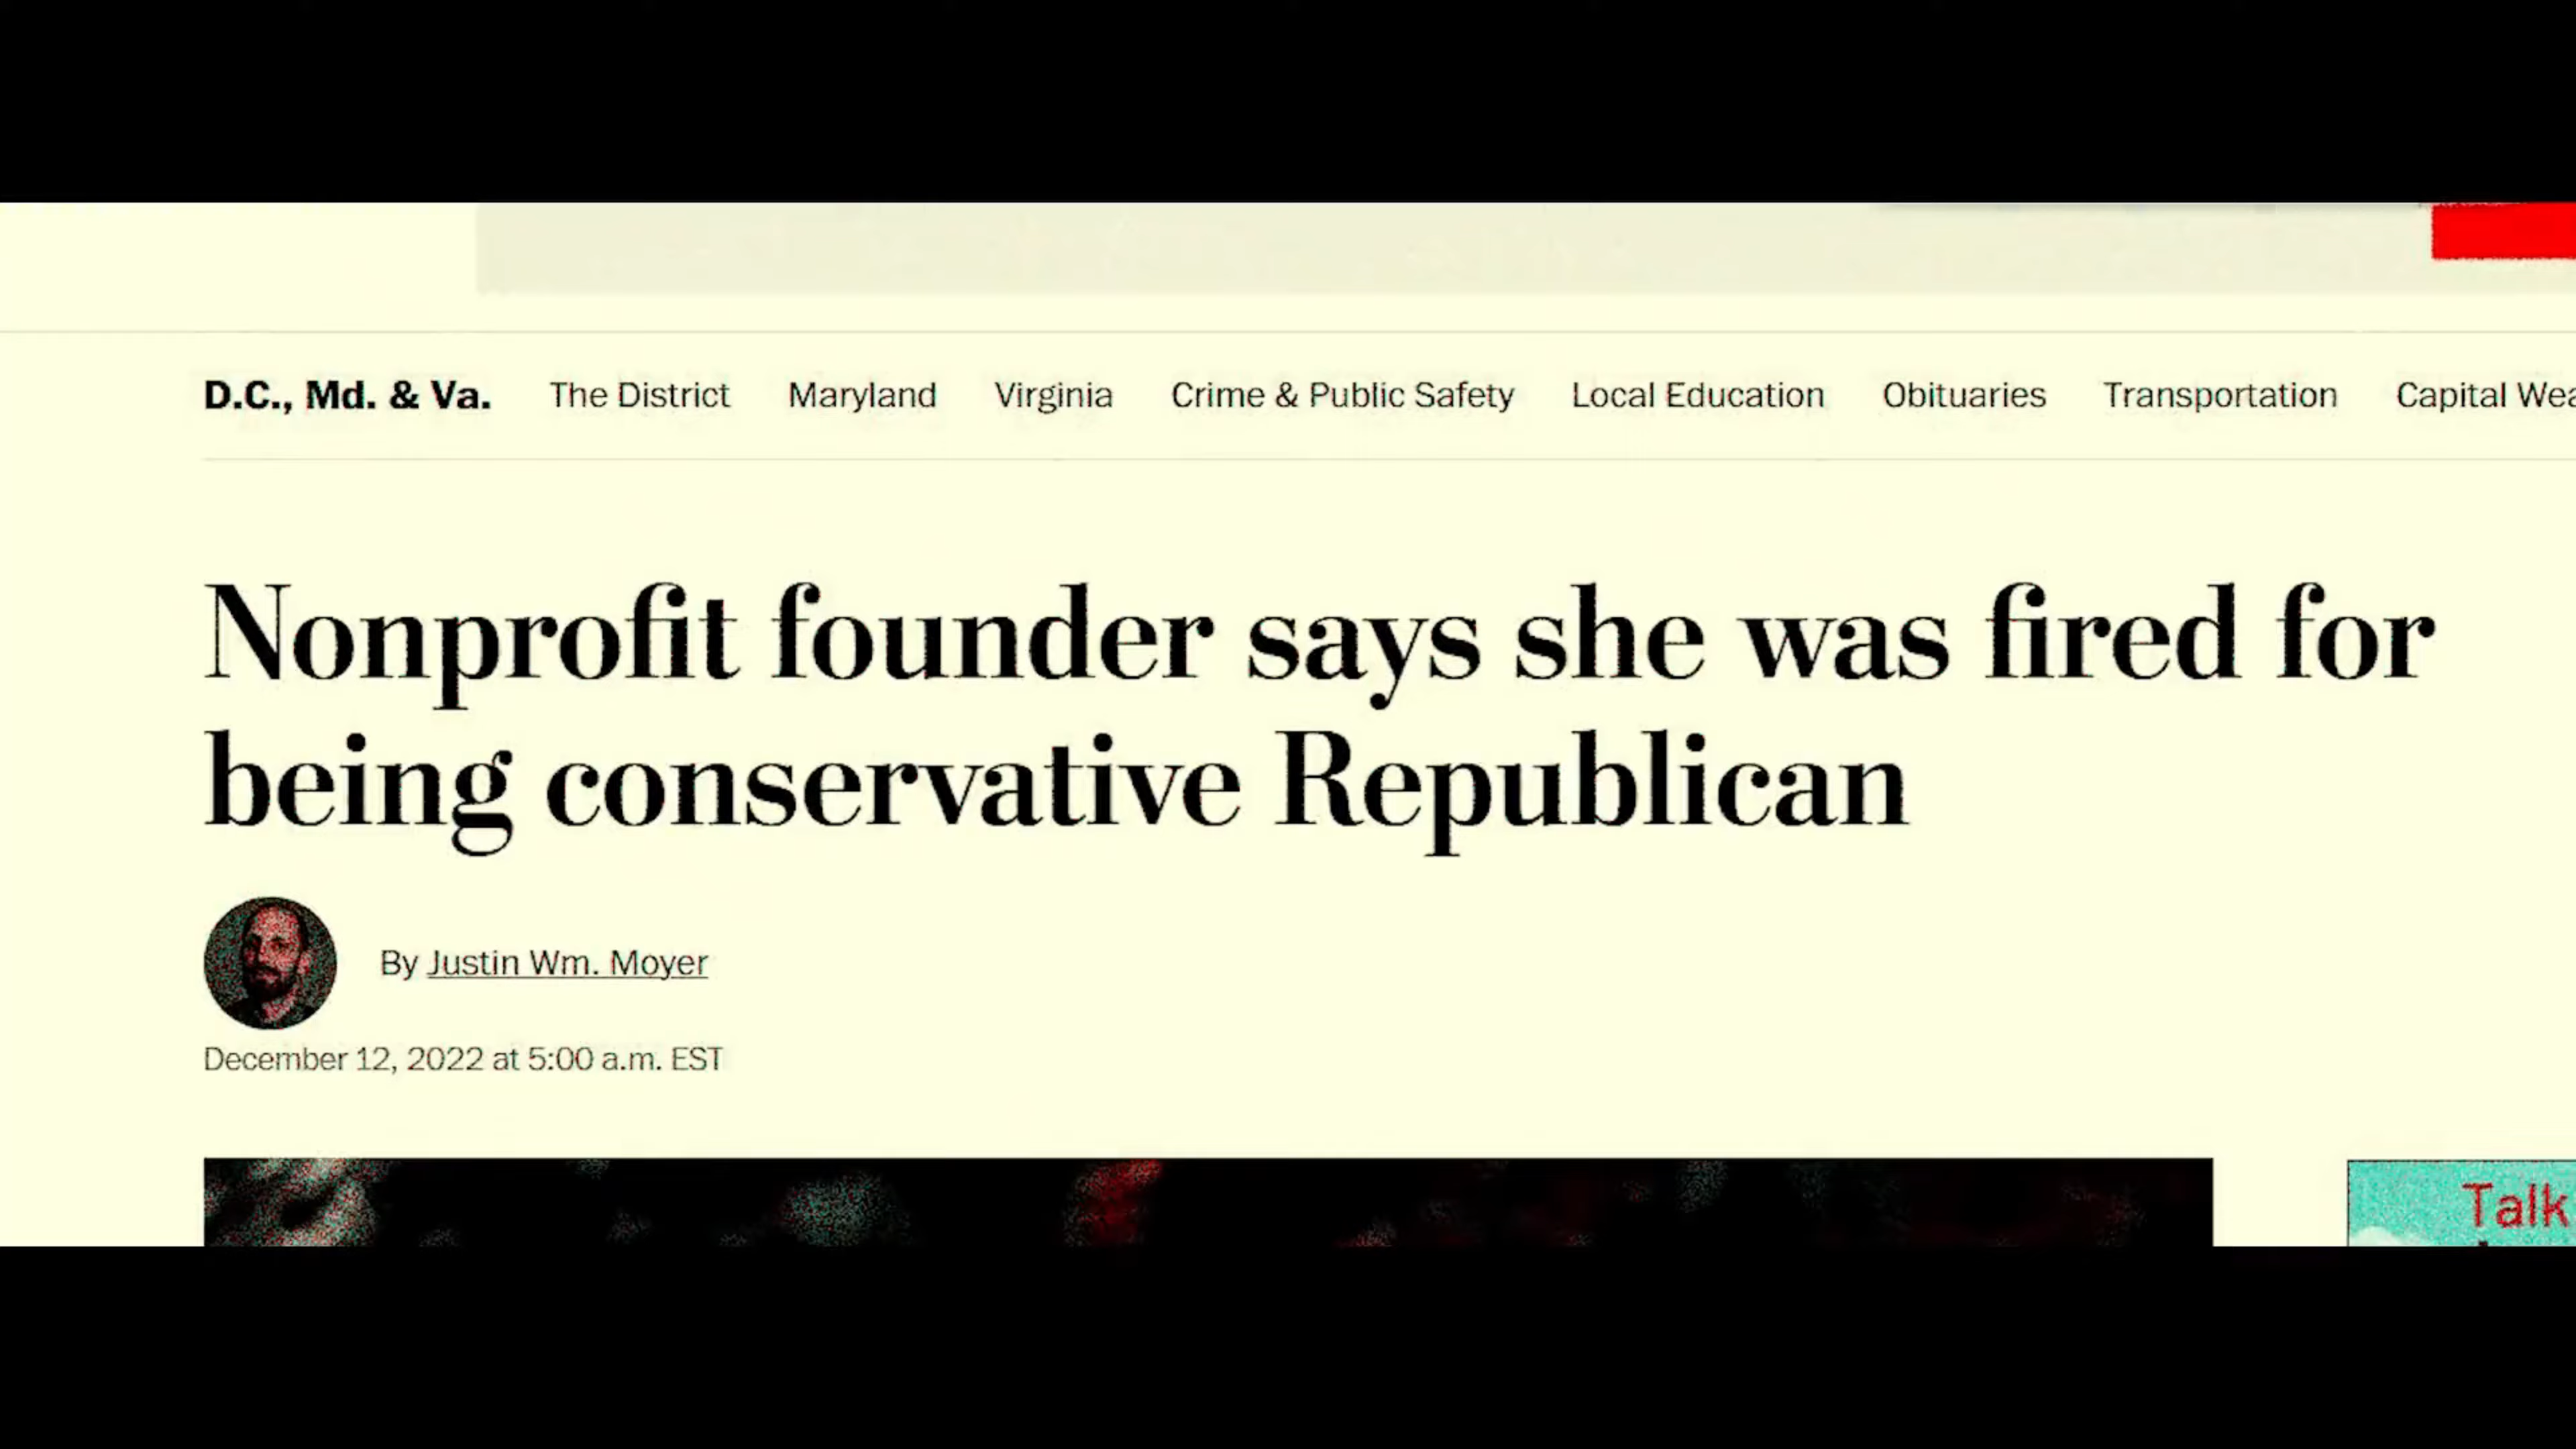 D.C., Md. & Va. The District Maryland Virginia Crime & Public Safety Local Education Obituaries Transportation Capital
Nonprofit founder says she was fired for
being conservative Republican
By Justin Wm. Moyer
December 12, 2022 at 5:00 a.m. EST
Talk